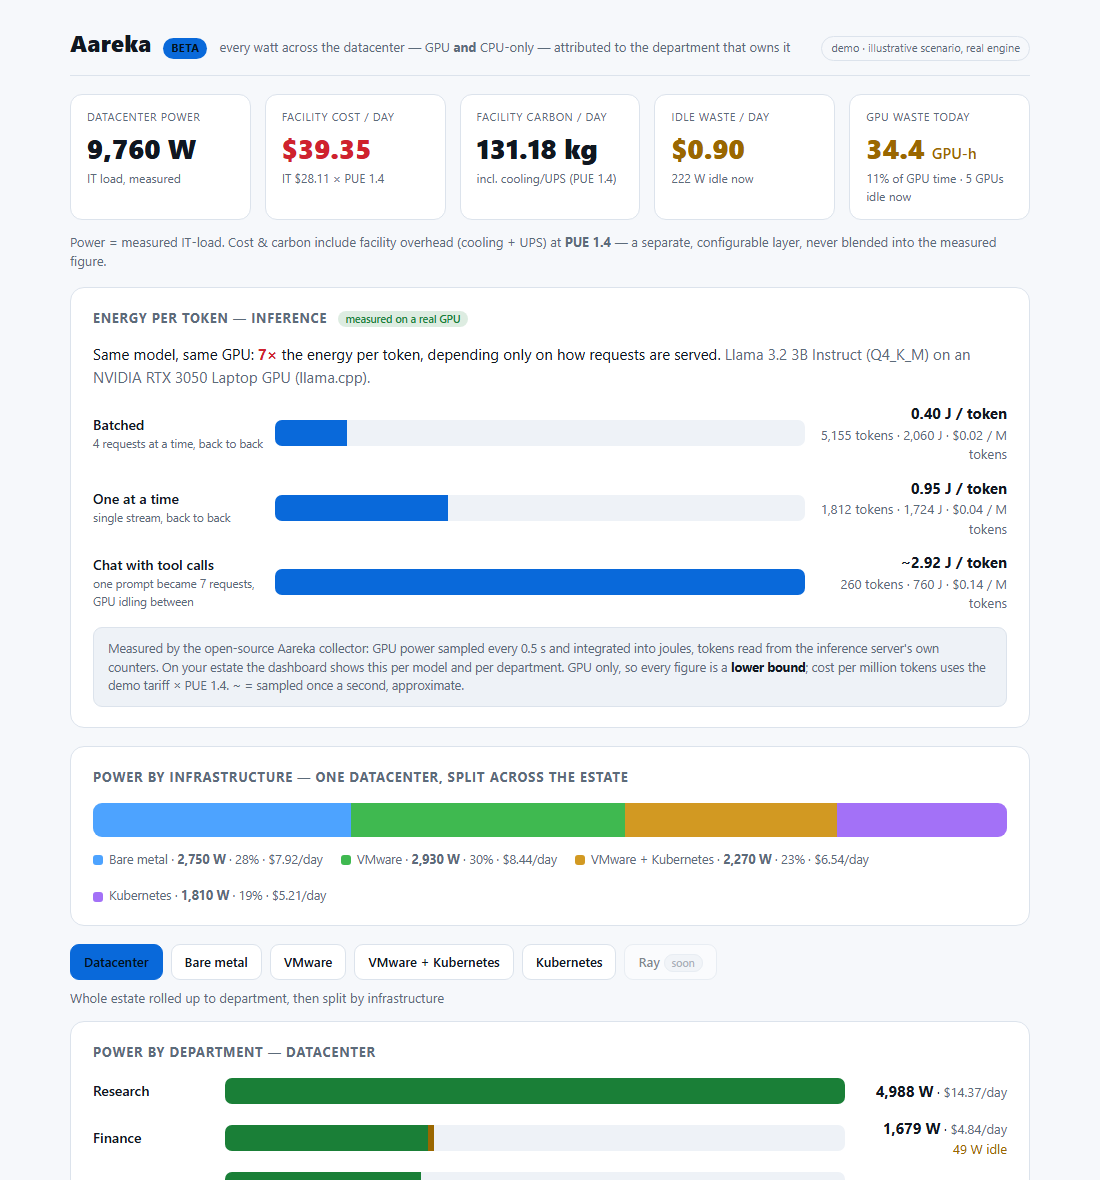 Aareka BETA every watt across the datacenter — GPU and CPU-only — attributed to the department that owns it demo · illustrative scenario, real engine
DATACENTER POWER
9,760 W
IT load, measured
FACILITY COST / DAY
$39.35
IT $28.11 × PUE 1.4
FACILITY CARBON / DAY
131.18 kg
incl. cooling/UPS (PUE 1.4)
IDLE WASTE / DAY
$0.90
222 W idle now
GPU WASTE TODAY
34.4 GPU-h
11% of GPU time · 5 GPUs
idle now
Power = measured IT-load. Cost & carbon include facility overhead (cooling + UPS) at PUE 1.4 — a separate, configurable layer, never blended into the measured
figure.
ENERGY PER TOKEN — INFERENCE measured on a real GPU
Same model, same GPU: 7× the energy per token, depending only on how requests are served. Llama 3.2 3B Instruct (Q4_K_M) on an
NVIDIA RTX 3050 Laptop GPU (llama.cpp).
Batched
4 requests at a time, back to back
0.40 J / token
5,155 tokens · 2,060 J · $0.02 / M
tokens
One at a time
single stream, back to back
0.95 J / token
1,812 tokens · 1,724 J · $0.04 / M
tokens
Chat with tool calls
one prompt became 7 requests,
GPU idling between
~2.92 J / token
260 tokens · 760 J · $0.14 / M
tokens
Measured by the open-source Aareka collector: GPU power sampled every 0.5 s and integrated into joules, tokens read from the inference server's own
counters. On your estate the dashboard shows this per model and per department. GPU only, so every figure is a lower bound; cost per million tokens uses the
demo tariff × PUE 1.4. ~ = sampled once a second, approximate.
POWER BY INFRASTRUCTURE — ONE DATACENTER, SPLIT ACROSS THE ESTATE
Bare metal · 2,750 W · 28% · $7.92/day VMware · 2,930 W · 30% · $8.44/day VMware + Kubernetes · 2,270 W · 23% · $6.54/day
Kubernetes · 1,810 W · 19% · $5.21/day
Datacenter Bare metal VMware VMware + Kubernetes Kubernetes Ray soon
Whole estate rolled up to department, then split by infrastructure
POWER BY DEPARTMENT — DATACENTER
Research 4,988 W · $14.37/day
Finance 1,679 W · $4.84/day
49 W idle